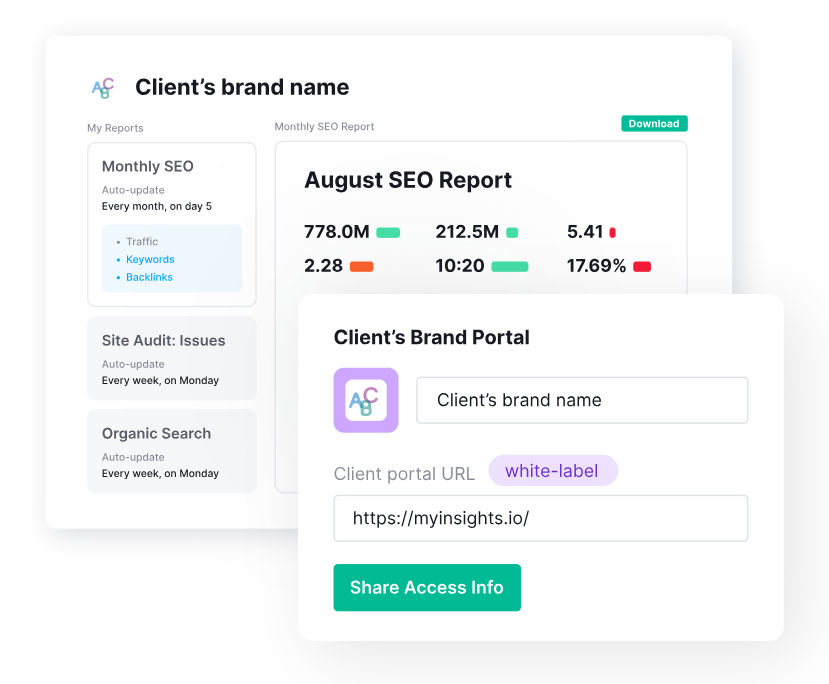 Client’s brand name
My Reports
Monthly SEO
Auto-update
Every month, on day 5
• Traffic
• Keywords
• Backlinks
Site Audit: Issues
Auto-update
Every week, on Monday
Organic Search
Auto-update
Every week, on Monday
Monthly SEO Report
Download
August SEO Report
778.0M 212.5M 5.41
2.28 10:20 17.69%
Client’s Brand Portal
Client’s brand name
Client portal URL white-label
https://myinsights.io/
Share Access Info